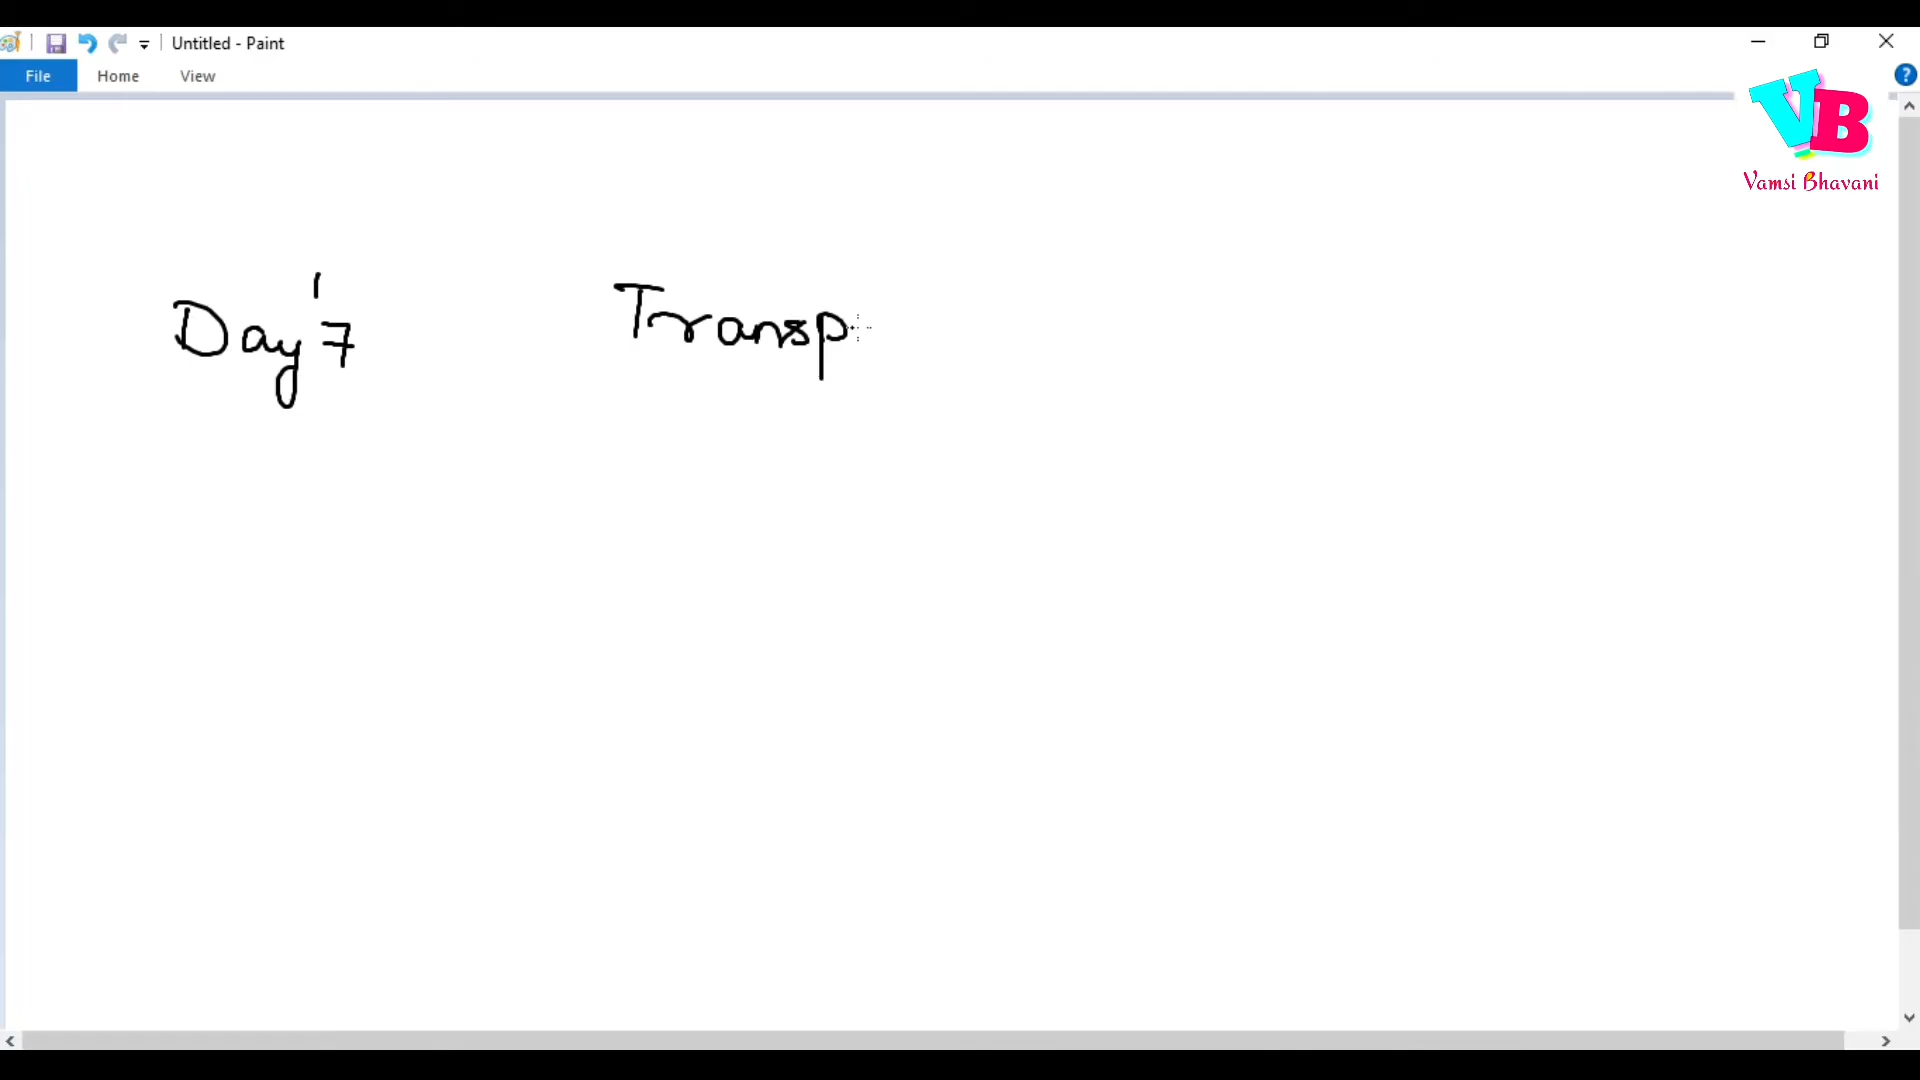 Untitled - Paint
File Home View
VB
Vamsi Bhavani
Day 7 Transp